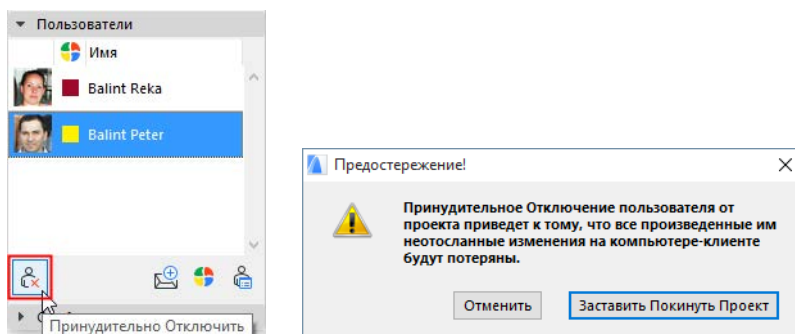 Пользователи
Имя
Balint Reka
Balint Peter
Принудительно Отключить
Предостережение!
Принудительное Отключение пользователя от
проекта приведет к тому, что все произведенные им
неотосланные изменения на компьютере-клиенте
будут потеряны.
Отменить
Заставить Покинуть Проект